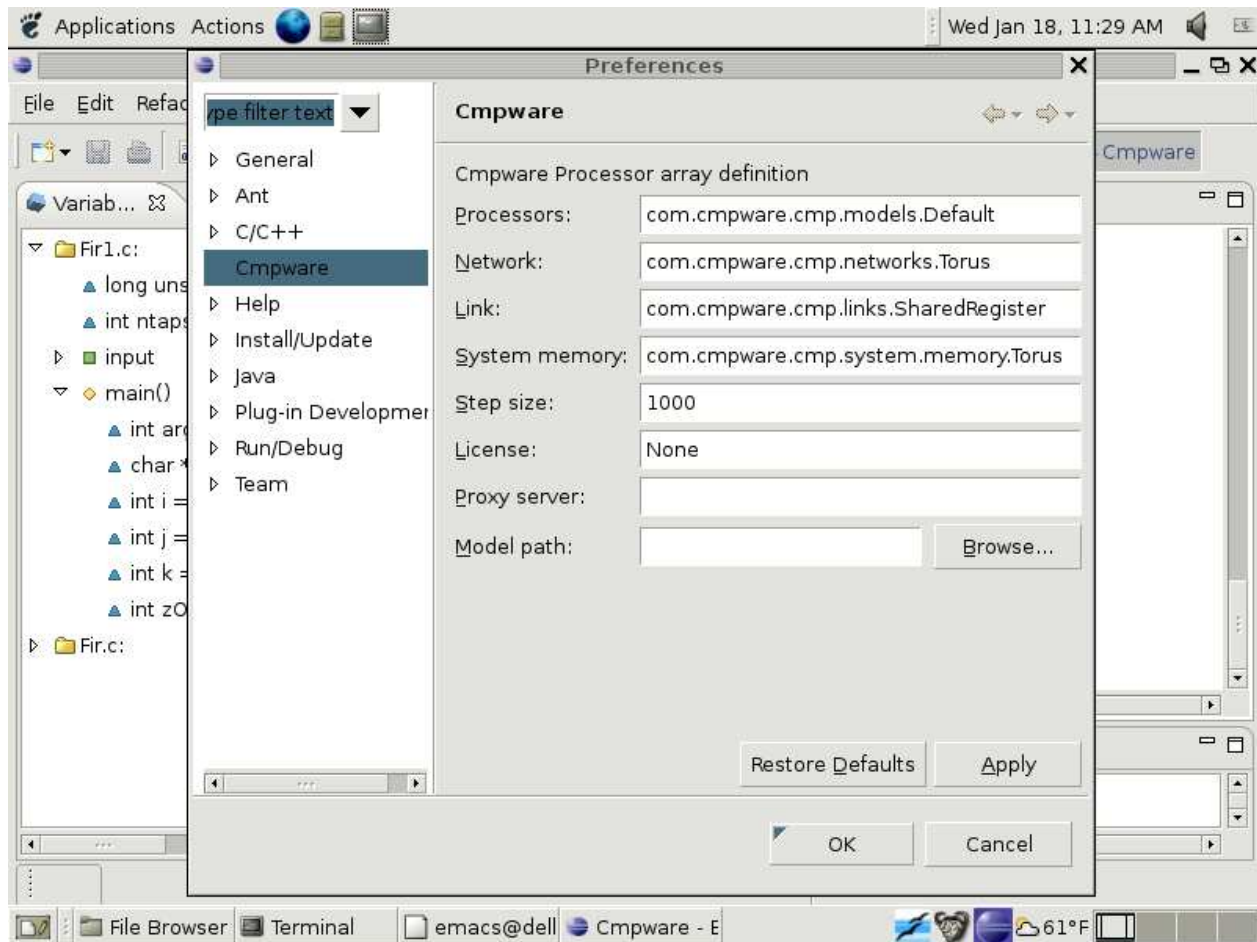 Applications Actions
Wed Jan 18, 11:29 AM
Preferences
File Edit Refac
Cmpware
Variab...
Fir1.c:
long uns
int ntaps
input
main()
int arg
char *
int i =
int j =
int k =
int zO
Fir.c:
ype filter text
General
Ant
C/C++
Cmpware
Help
Install/Update
Java
Plug-in Developmer
Run/Debug
Team
Cmpware
Cmpware Processor array definition
Processors: com.cmpware.cmp.models.Default
Network: com.cmpware.cmp.networks.Torus
Link: com.cmpware.cmp.links.SharedRegister
System memory: com.cmpware.cmp.system.memory.Torus
Step size: 1000
License: None
Proxy server:
Model path: Browse...
Restore Defaults Apply
OK Cancel
File Browser Terminal emacs@dell Cmpware - E 61°F